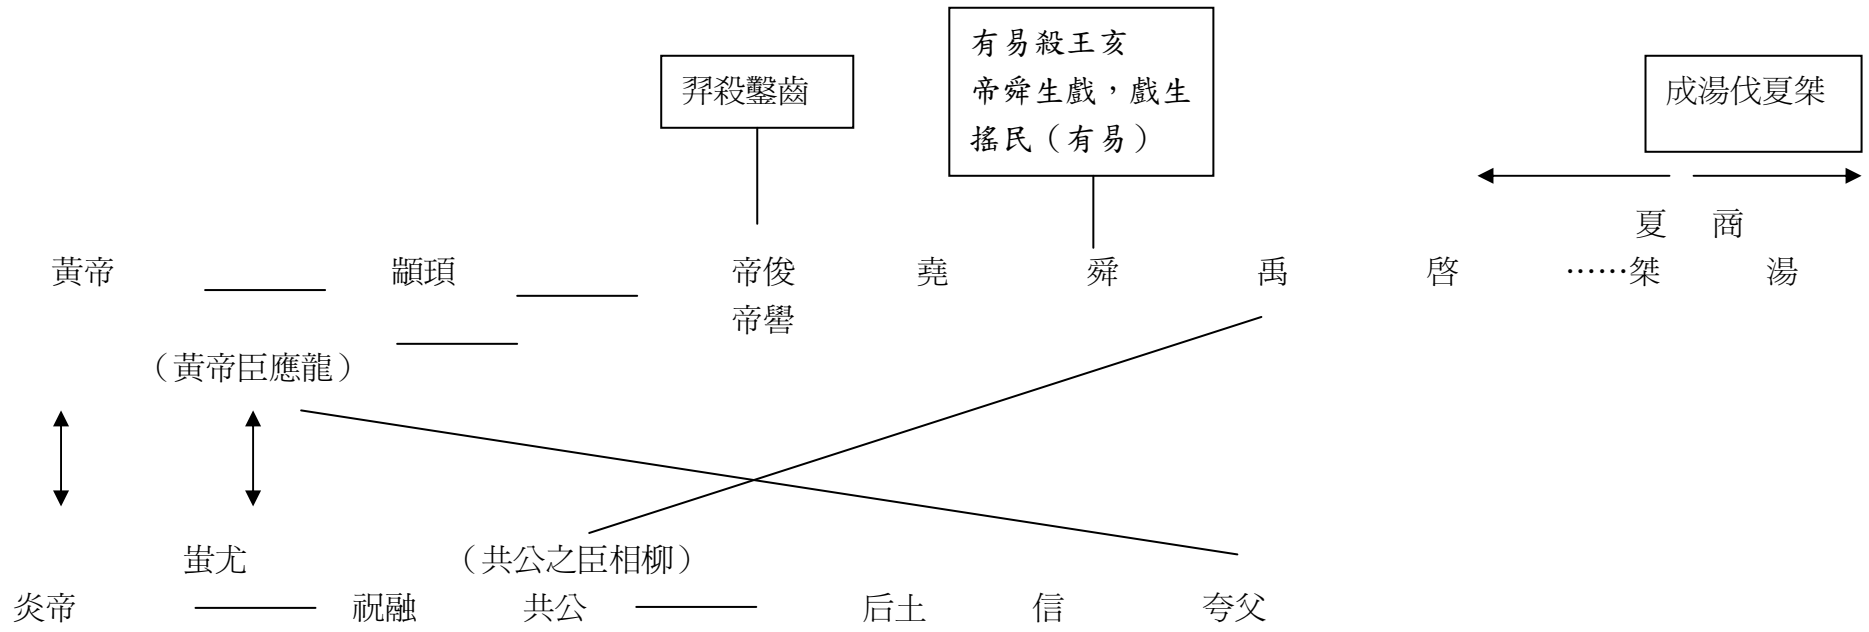 有易殺王亥
帝舜生戲，戲生
搖民（有易）
羿殺鑿齒
成湯伐夏桀
夏 商
黃帝 顓頊 帝俊 堯 舜 禹 啓 ……桀 湯
帝嚳
（黃帝臣應龍）
蚩尤 （共公之臣相柳）
炎帝 祝融 共公 后土 信 夸父